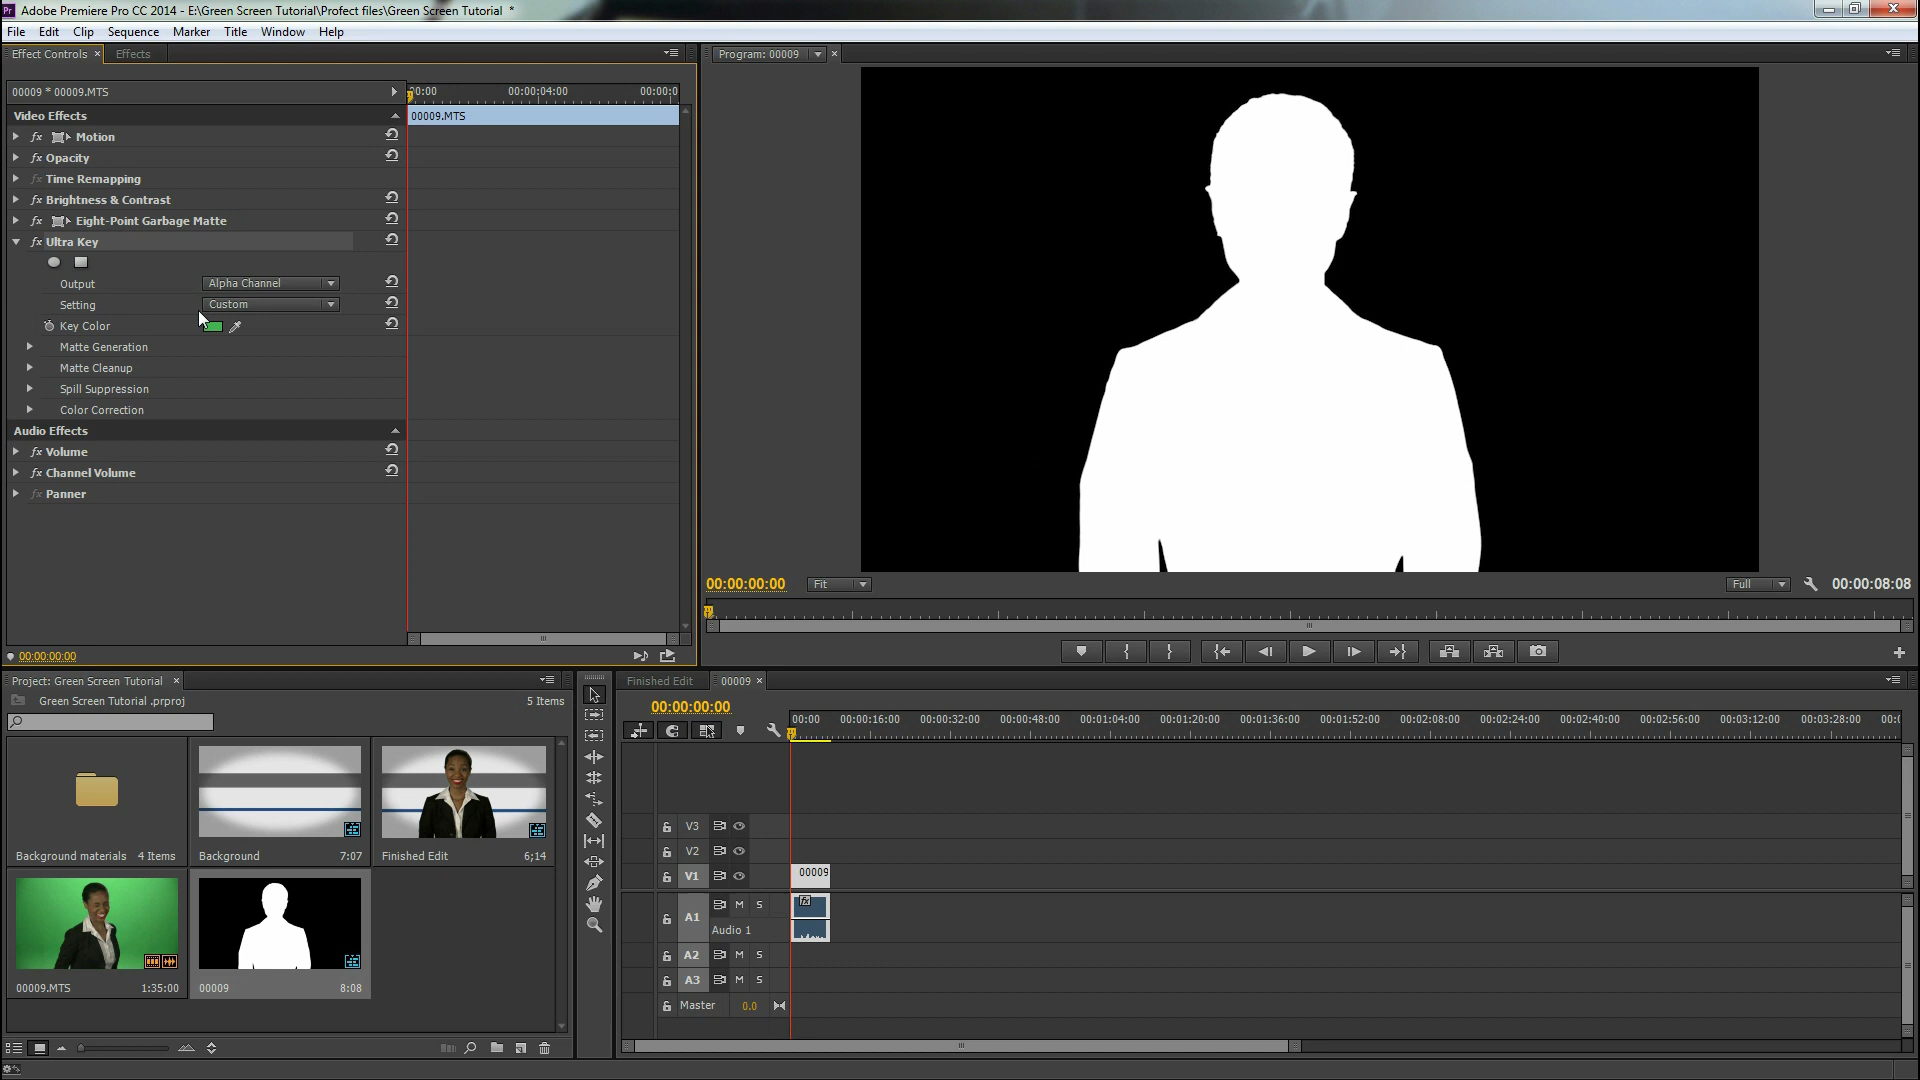 Pr Adobe Premiere Pro CC 2014 - E:\Green Screen Tutorial\Profect files\Green Screen Tutorial *
File Edit Clip Sequence Marker Title Window Help
Effect Controls × Effects
Program: 00009 ×
00009 * 00009.MTS
:00 00:00:04:00 00:00:0
Video Effects
00009.MTS
fx Motion
fx Opacity
fx Time Remapping
fx Brightness & Contrast
fx Eight-Point Garbage Matte
fx Ultra Key
Output Alpha Channel
Setting Custom
Key Color
Matte Generation
Matte Cleanup
Spill Suppression
Color Correction
Audio Effects
fx Volume
fx Channel Volume
fx Panner
00:00:00:00
00:00:00:00 Fit Full 00:00:08:08
Project: Green Screen Tutorial ×
Green Screen Tutorial .prproj 5 Items
Background materials 4 Items
Background 7:07
Finished Edit 6;14
00009.MTS 1:35:00
00009 8:08
Finished Edit 00009 ×
00:00:00:00
00:00 00:00:16:00 00:00:32:00 00:00:48:00 00:01:04:00 00:01:20:00 00:01:36:00 00:01:52:00 00:02:08:00 00:02:24:00 00:02:40:00 00:02:56:00 00:03:12:00 00:03:28:00 00:0
V3
V2
V1 00009
A1 M S fx
Audio 1
A2 M S
A3 M S
Master 0.0